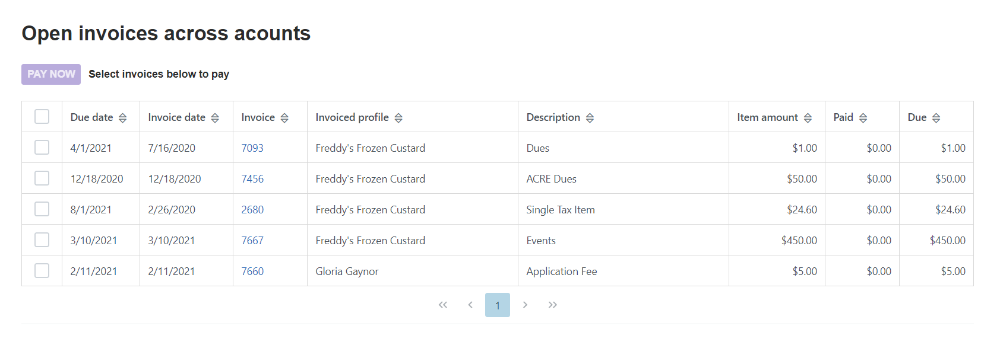 Open invoices across acounts
PAY NOW Select invoices below to pay
Due date Invoice date Invoice Invoiced profile Description Item amount Paid Due
4/1/2021 7/16/2020 7093 Freddy's Frozen Custard Dues $1.00 $0.00 $1.00
12/18/2020 12/18/2020 7456 Freddy's Frozen Custard ACRE Dues $50.00 $0.00 $50.00
8/1/2021 2/26/2020 2680 Freddy's Frozen Custard Single Tax Item $24.60 $0.00 $24.60
3/10/2021 3/10/2021 7667 Freddy's Frozen Custard Events $450.00 $0.00 $450.00
2/11/2021 2/11/2021 7660 Gloria Gaynor Application Fee $5.00 $0.00 $5.00
1